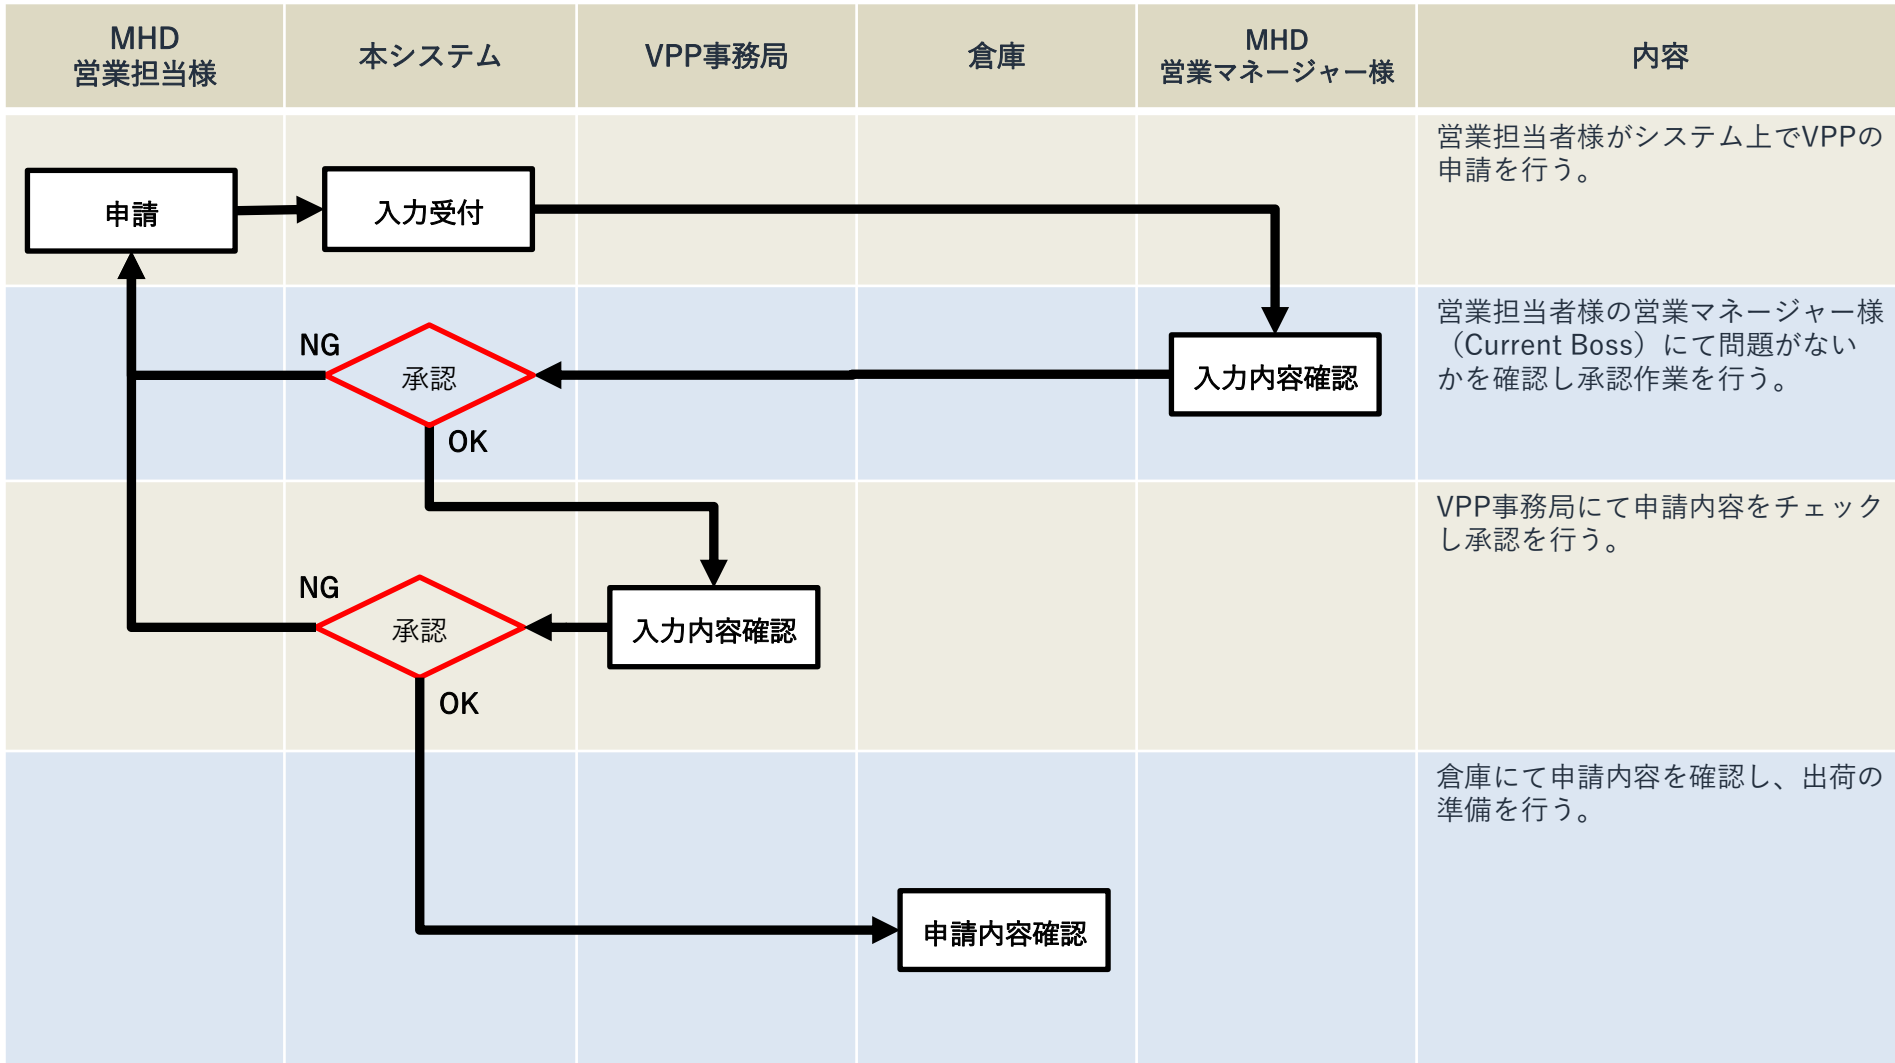 MHD
営業担当様
本システム
VPP事務局
倉庫
MHD
営業マネージャー様
内容
申請
入力受付
営業担当者様がシステム上でVPPの
申請を行う。
NG
承認
OK
入力内容確認
営業担当者様の営業マネージャー様
（Current Boss）にて問題がない
かを確認し承認作業を行う。
NG
承認
OK
入力内容確認
VPP事務局にて申請内容をチェック
し承認を行う。
申請内容確認
倉庫にて申請内容を確認し、出荷の
準備を行う。